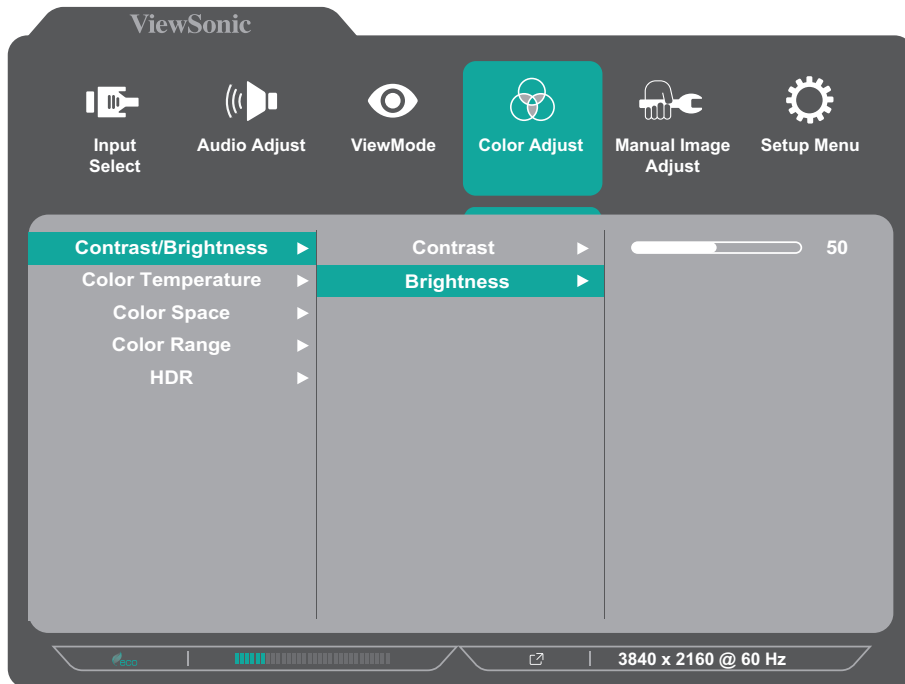 ViewSonic
Input Select
Audio Adjust
ViewMode
Color Adjust
Manual Image Adjust
Setup Menu
Contrast/Brightness
Contrast
50
Color Temperature
Brightness
Color Space
Color Range
HDR
eco
3840 x 2160 @ 60 Hz